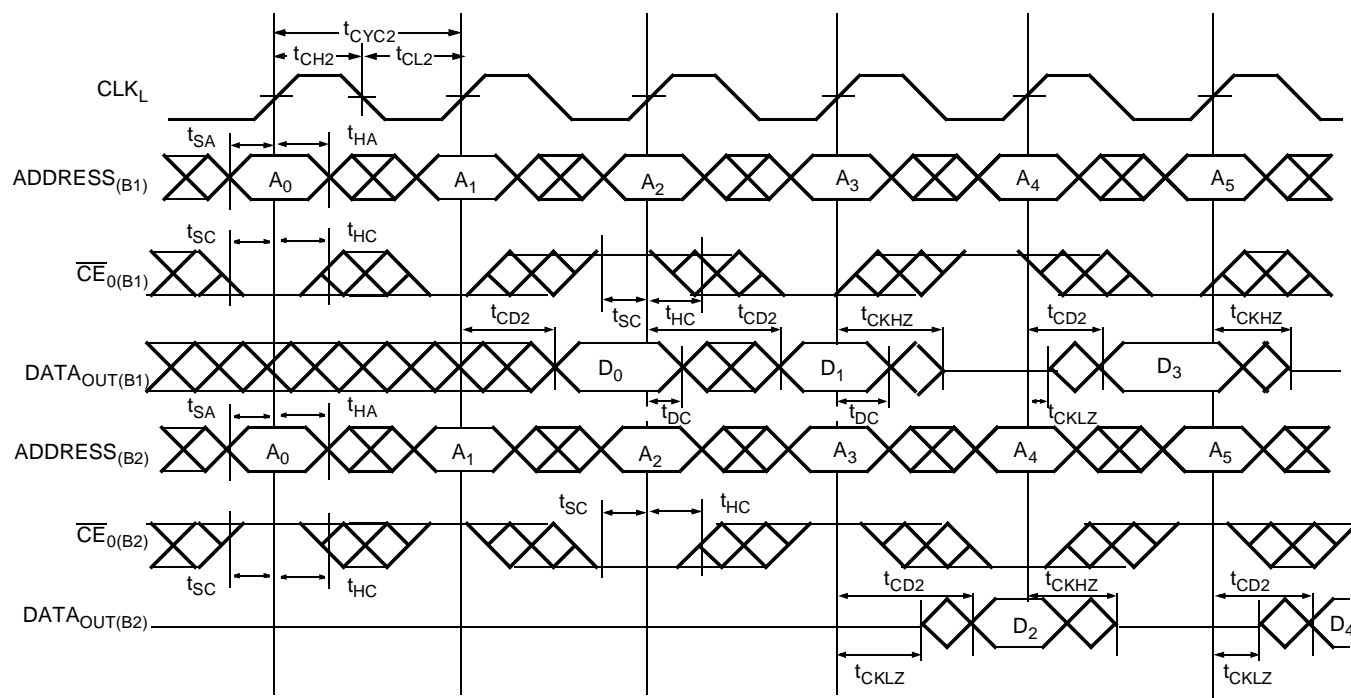 tCYC2
tCH2 tCL2
CLKL
tSA tHA
ADDRESS(B1) A0 A1 A2 A3 A4 A5
tSC tHC
CE0(B1)
tCD2 tSC tHC tCD2 tCKHZ tCD2 tCKHZ
DATAOUT(B1) D0 D1 D3
tSA tHA tDC tDC tCKLZ
ADDRESS(B2) A0 A1 A2 A3 A4 A5
tSC tHC
CE0(B2)
tSC tHC tCD2 tCKHZ tCD2
DATAOUT(B2) D2 D4
tCKLZ tCKLZ